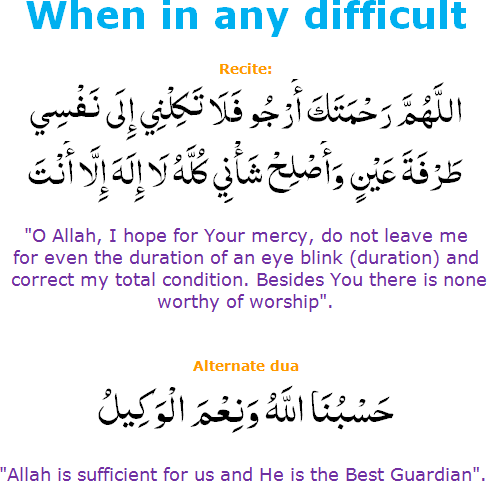 When in any difficult
Recite:
اللَّهُمَّ رَحْمَتَكَ أَرْجُو فَلَا تَكِلْنِي إِلَى نَفْسِي
طَرْفَةَ عَيْنٍ وَأَصْلِحْ شَأْنِي كُلَّهُ لَا إِلَهَ إِلَّا أَنْتَ
"O Allah, I hope for Your mercy, do not leave me
for even the duration of an eye blink (duration) and
correct my total condition. Besides You there is none
worthy of worship".
Alternate dua
حَسْبُنَا اللَّهُ وَنِعْمَ الْوَكِيلُ
"Allah is sufficient for us and He is the Best Guardian".